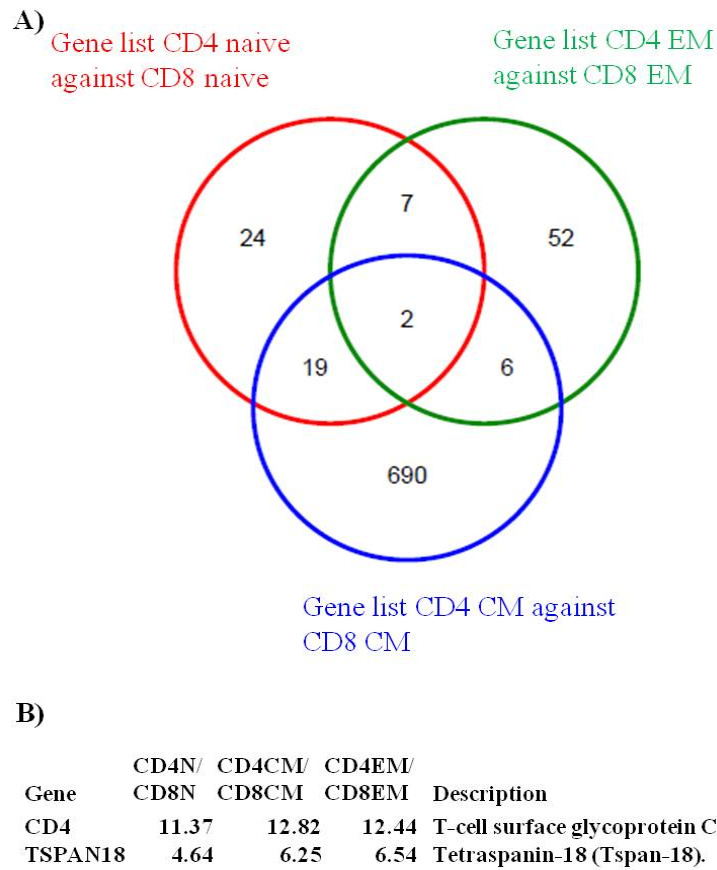 A)
Gene list CD4 naive
against CD8 naive
Gene list CD4 EM
against CD8 EM
7
24
52
2
19
6
690
Gene list CD4 CM against
CD8 CM
B)
CD4N/ CD4CM/ CD4EM/
Gene CD8N CD8CM CD8EM Description
CD4 11.37 12.82 12.44 T-cell surface glycoprotein C
TSPAN18 4.64 6.25 6.54 Tetraspanin-18 (Tspan-18).